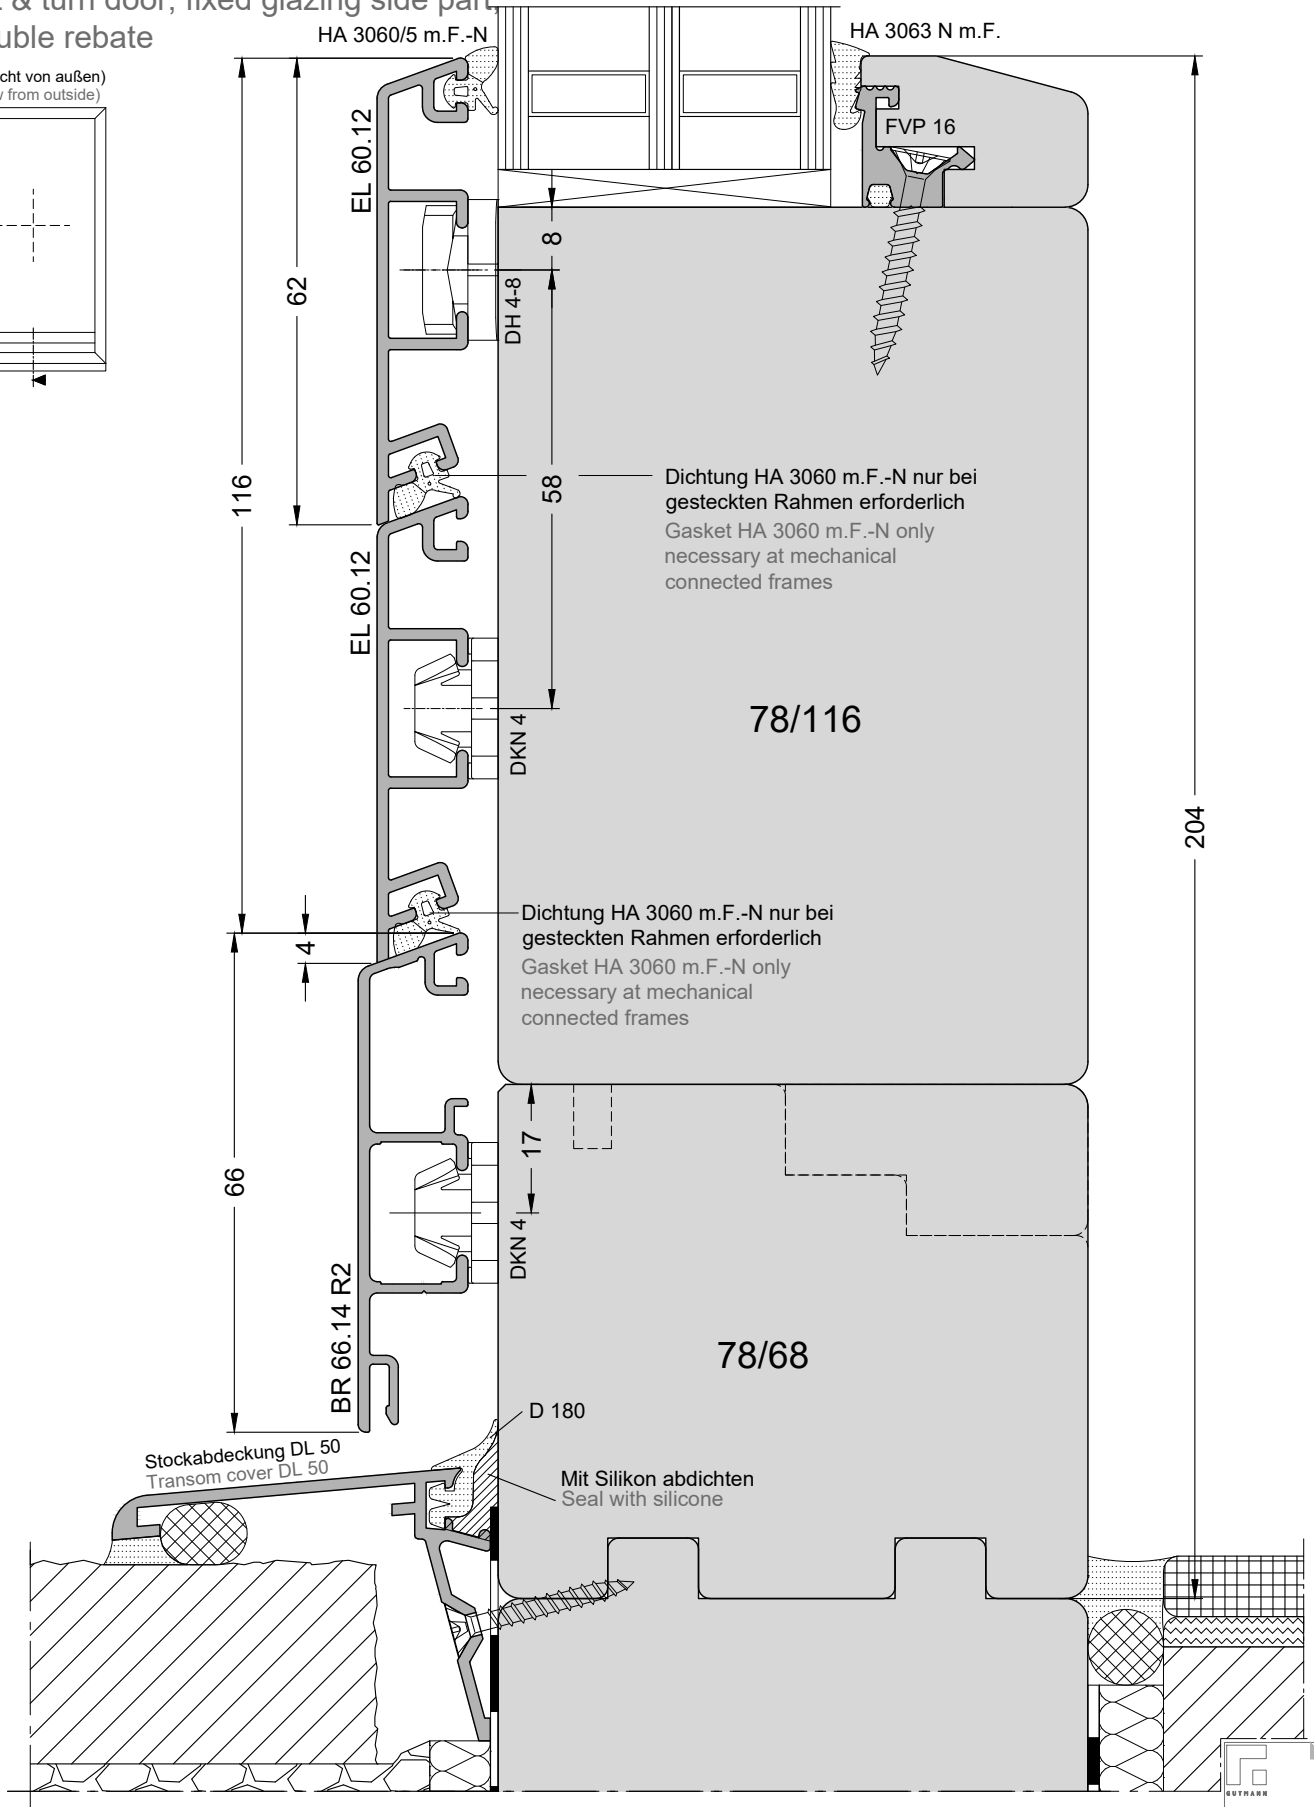 & turn door, fixed glazing side part,
uble rebate
cht von außen)
from outside)
HA 3060/5 m.F.-N
HA 3063 N m.F.
FVP 16
EL 60.12
62
116
8
DH 4-8
58
Dichtung HA 3060 m.F.-N nur bei
gesteckten Rahmen erforderlich
Gasket HA 3060 m.F.-N only
necessary at mechanical
connected frames
EL 60.12
DKN 4
78/116
204
4
Dichtung HA 3060 m.F.-N nur bei
gesteckten Rahmen erforderlich
Gasket HA 3060 m.F.-N only
necessary at mechanical
connected frames
66
17
DKN 4
BR 66.14 R2
78/68
D 180
Stockabdeckung DL 50
Transom cover DL 50
Mit Silikon abdichten
Seal with silicone
GUTMANN